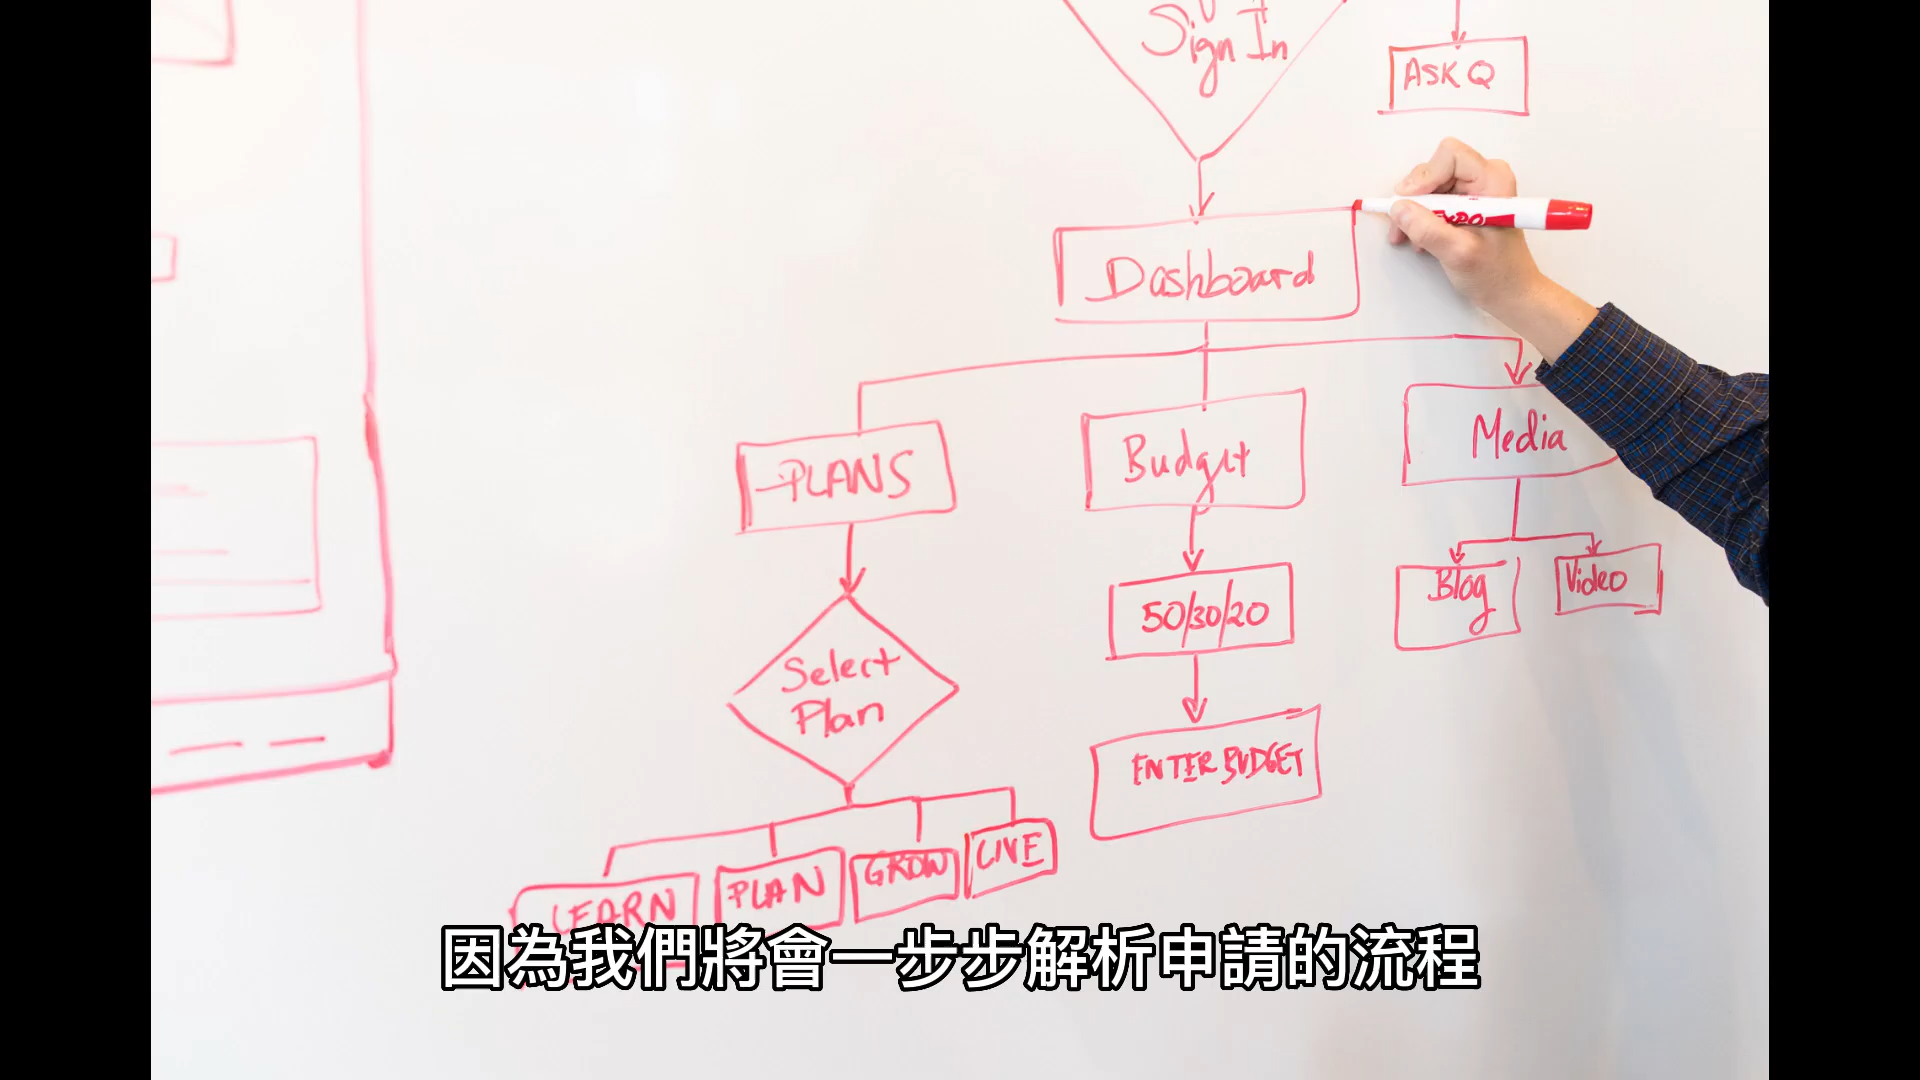 Sign In
ASK Q
EXPO
Dashboard
PLANS
Budget
Media
Blog
Video
50/30/20
Select
Plan
ENTER BUDGET
LEARN
PLAN
GROW
LIVE
因為我們將會一步步解析申請的流程